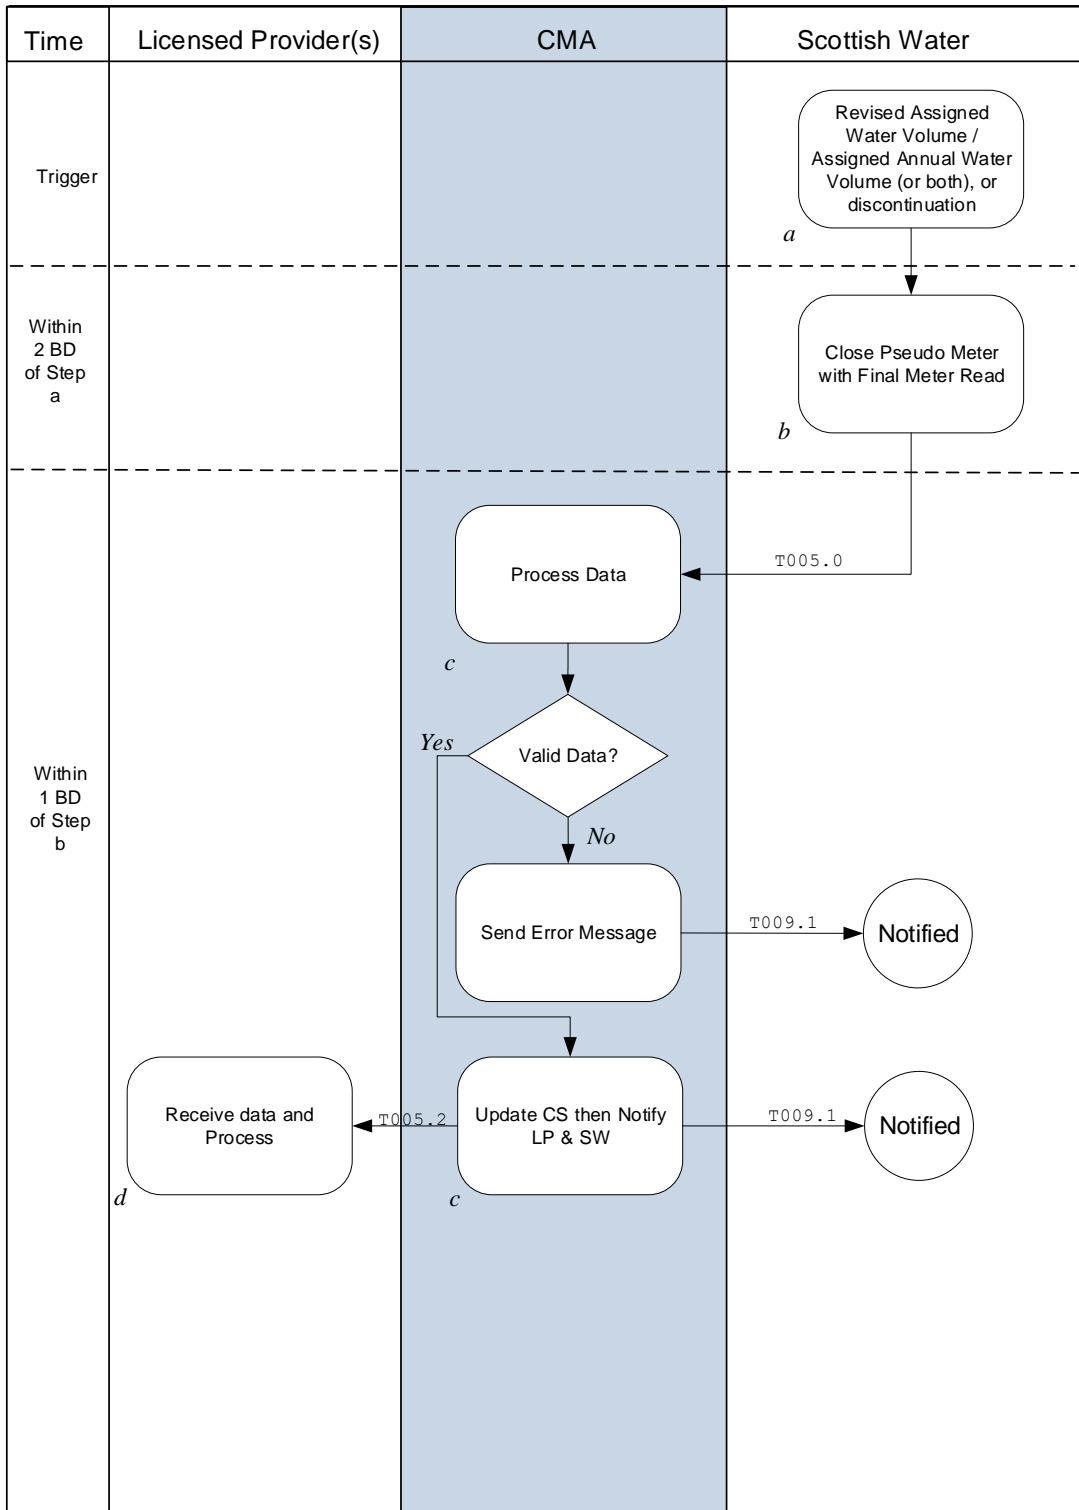 Time
Licensed Provider(s)
CMA
Scottish Water
Trigger
Revised Assigned
Water Volume /
Assigned Annual Water
Volume (or both), or
discontinuation
a
Within
2 BD
of Step
a
Close Pseudo Meter
with Final Meter Read
b
Within
1 BD
of Step
b
Process Data
T005.0
c
Valid Data?
Yes
No
Send Error Message
T009.1
Notified
Receive data and
Process
d
T005.2
Update CS then Notify
LP & SW
c
T009.1
Notified